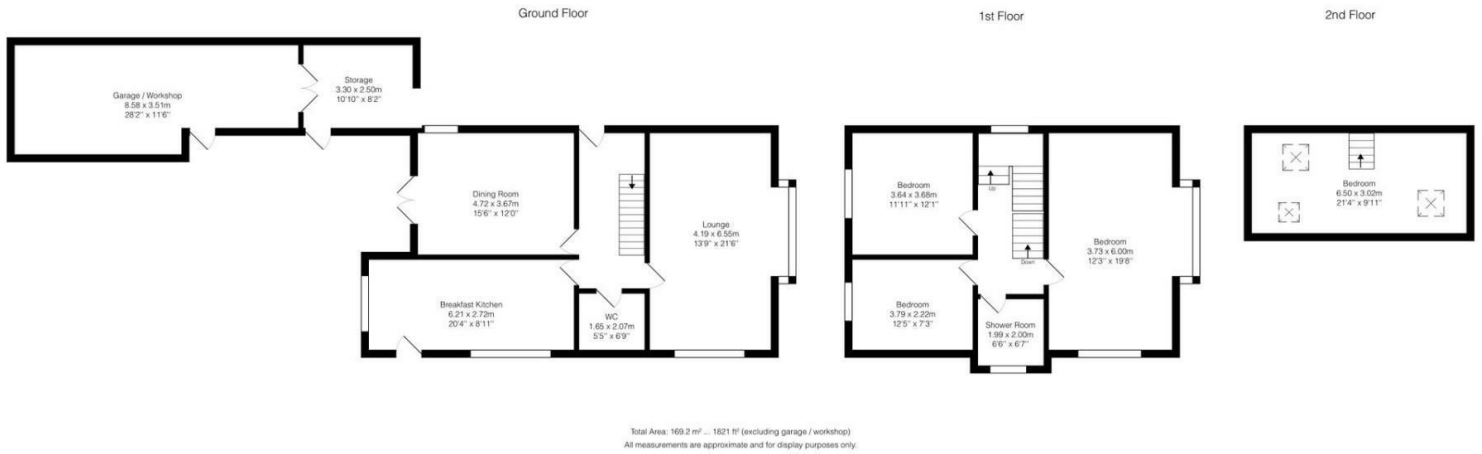 Ground Floor
1st Floor
2nd Floor
Garage / Workshop
8.58 x 3.51m
28'2" x 11'6"
Storage
3.30 x 2.50m
10'10" x 8'2"
Dining Room
4.72 x 3.67m
15'6" x 12'0"
Lounge
4.19 x 6.55m
13'9" x 21'6"
Breakfast Kitchen
6.21 x 2.72m
20'4" x 8'11"
WC
1.65 x 2.07m
5'5" x 6'9"
Bedroom
3.64 x 3.68m
11'11" x 12'1"
Up
Down
Bedroom
3.73 x 6.00m
12'3" x 19'8"
Bedroom
3.79 x 2.22m
12'5" x 7'3"
Shower Room
1.99 x 2.00m
6'6" x 6'7"
Bedroom
6.50 x 3.02m
21'4" x 9'11"
Total Area: 169.2 m² ... 1821 ft² (excluding garage / workshop)
All measurements are approximate and for display purposes only.